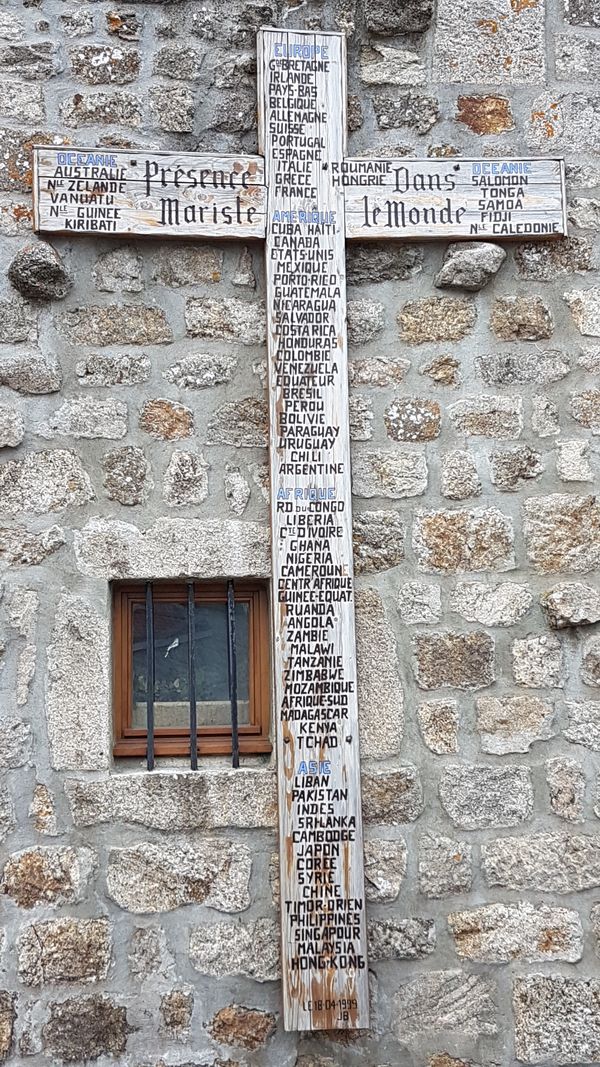 EUROPE
Gde BRETAGNE
IRLANDE
PAYS-BAS
BELGIQUE
ALLEMAGNE
SUISSE
PORTUGAL
ESPAGNE
ITALIE
GRECE
FRANCE
ROUMANIE
HONGRIE
OCEANIE
AUSTRALIE
Nle ZELANDE
VANUATU
Nle GUINEE
KIRIBATI
Présence
Mariste
Dans
le Monde
OCEANIE
SALOMON
TONGA
SAMOA
FIDJI
Nle CALEDONIE
AMERIQUE
CUBA HAITI
CANADA
ETATS-UNIS
MEXIQUE
PORTO-RICO
GUATEMALA
NICARAGUA
SALVADOR
COSTARICA
HONDURAS
COLOMBIE
VENEZUELA
EQUATEUR
BRESIL
PEROU
BOLIVIE
PARAGUAY
URUGUAY
CHILI
ARGENTINE
AFRIQUE
RD DU CONGO
LIBERIA
Cte D'IVOIRE
GHANA
NIGERIA
CAMEROUNE
CENTR'AFRIQUE
GUINEE-EQUAT
RUANDA
ANGOLA
ZAMBIE
MALAWI
TANZANIE
ZIMBABWE
MOZAMBIQUE
AFRIQUE-SUD
MADAGASCAR
KENYA
TCHAD
ASIE
LIBAN
PAKISTAN
INDES
SRI LANKA
CAMBODGE
JAPON
COREE
SYRIE
CHINE
TIMOR-ORIEN
PHILIPPINES
SINGAPOUR
MALAYSIA
HONG-KONG
LE 18-04-1999
JB